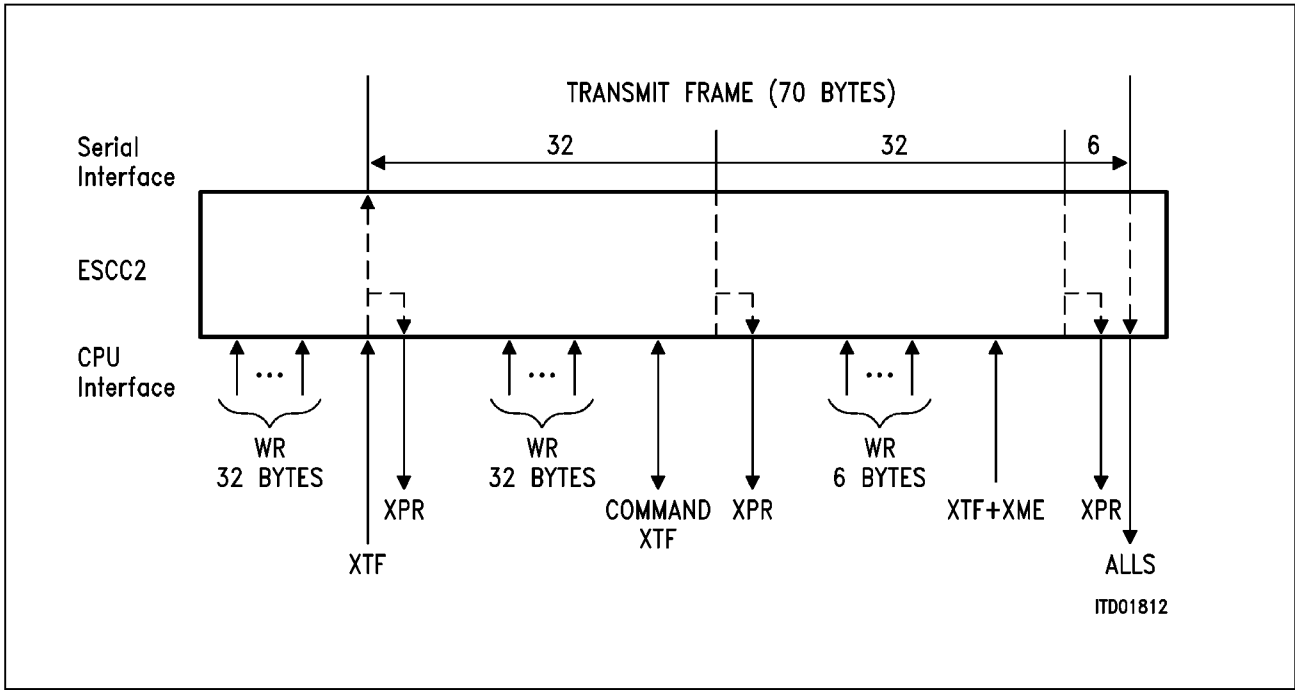 TRANSMIT FRAME (70 BYTES)
Serial
Interface
32
32
6
ESCC2
CPU
Interface
...
...
...
WR
32 BYTES
WR
32 BYTES
WR
6 BYTES
XPR
COMMAND
XTF
XPR
XTF+XME
XPR
XTF
ALLS
ITD01812